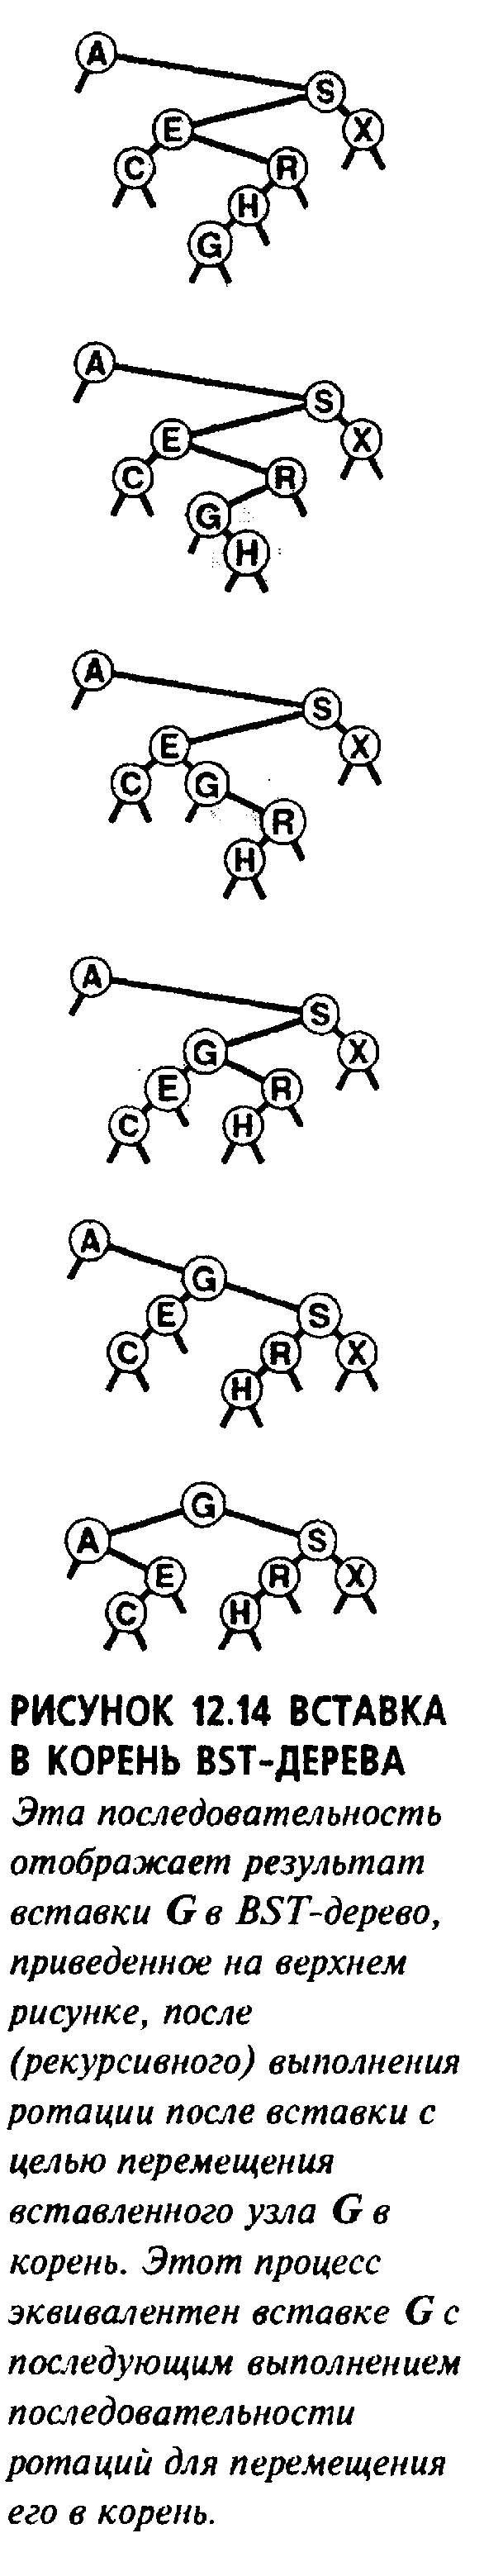 A
S
E
X
C
R
H
G
A
S
E
X
C
R
G
H
A
S
E
X
C
G
R
H
A
S
G
X
E
R
C
H
A
G
E
S
C
R
X
H
G
A
S
E
R
X
C
H
РИСУНОК 12.14 ВСТАВКА
В КОРЕНЬ BST-ДЕРЕВА
Эта последовательность
отображает результат
вставки G в BST-дерево,
приведенное на верхнем
рисунке, после
(рекурсивного) выполнения
ротации после вставки с
целью перемещения
вставленного узла G в
корень. Этот процесс
эквивалентен вставке G с
последующим выполнением
последовательности
ротаций для перемещения
его в корень.